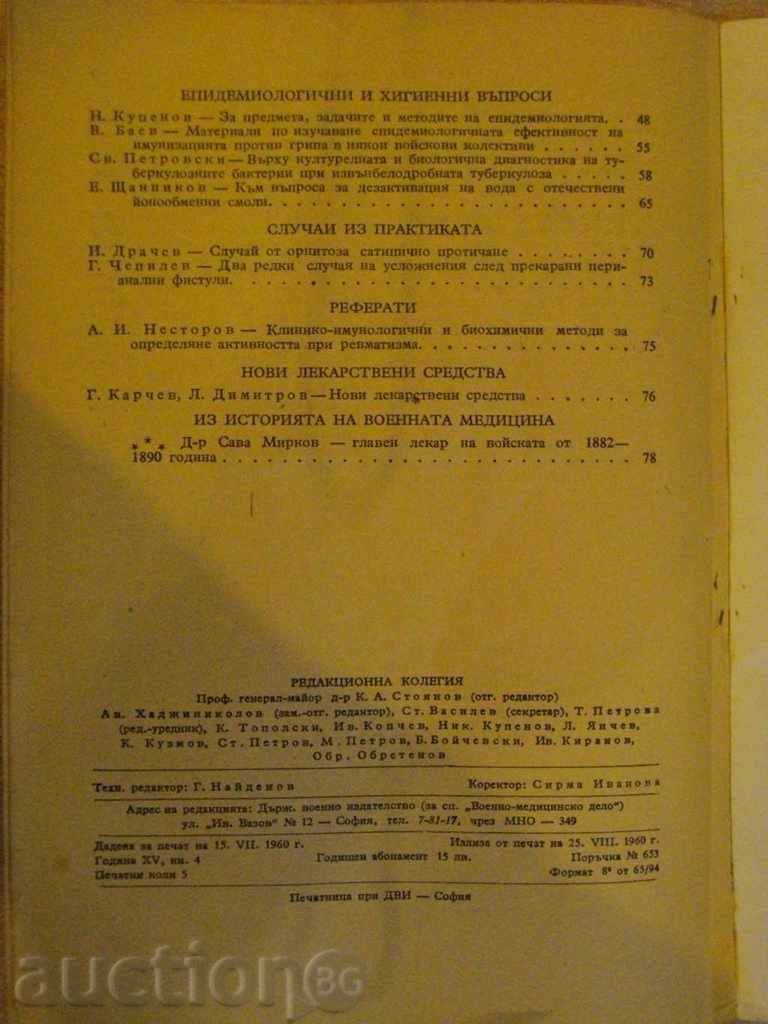 ЕПИДЕМИОЛОГИЧНИ И ХИГИЕННИ ВЪПРОСИ
Н. Купенов — За предмета, задачите и методите на епидемиологията. . 48
В. Баев — Материали по изучаване епидемиологичната ефективност на
имунизацията против грипа в някои войскови колективи . . . . . . 55
Св. Петровски — Върху културелната и биологична диагностика на ту-
беркулозните бактерии при извънбелодробната туберкулоза . . . . . 58
Е. Щанников — Към въпроса за дезактивация на вода с отечествени
йонообменни смоли. . . . . . . . . . . . . . . . . . . . . . . . 65
СЛУЧАИ ИЗ ПРАКТИКАТА
И. Драчев — Случай от орнитоза сатипично протичане . . . . . . . . 70
Г. Чепилев — Два редки случая на усложнения след прекарани пери-
анални фистули. . . . . . . . . . . . . . . . . . . . . . . . . . 73
РЕФЕРАТИ
А. И. Несторов — Клинико-имунологични и биохимични методи за
определяне активността при ревматизма. . . . . . . . . . . . . . . 75
НОВИ ЛЕКАРСТВЕНИ СРЕДСТВА
Г. Карчев, Л. Димитров — Нови лекарствени средства . . . . . . . 76
ИЗ ИСТОРИЯТА НА ВОЕННАТА МЕДИЦИНА
* * * Д-р Сава Мирков — главен лекар на войската от 1882—
1890 година . . . . . . . . . . . . . . . . . . . . . . . . . . . 78
РЕДАКЦИОННА КОЛЕГИЯ
Проф. генерал-майор д-р К. А. Стоянов (отг. редактор)
Ан. Хаджиниколов (зам.-отг. редактор), Ст. Василев (секретар), Т. Петрова
(ред.-уредник), К. Тополски, Ив. Копчев, Ник. Купенов, Л. Янчев,
К. Кузмов, Ст. Петров, М. Петров, Б. Бойчевски, Ив. Киранов,
Обр. Обретенов
Техн. редактор: Г. Найденов Коректор: Сирма Иванова
Адрес на редакцията: Държ. военно издателство (за сп. „Военно-медицинско дело“)
ул. „Ив. Вазов“ № 12 — София, тел. 7-81-17, чрез МНО — 349
Дадена за печат на 15. VII. 1960 г. Излиза от печат на 25. VIII. 1960 г.
Година XV, кн. 4 Годишен абонамент 15 лв. Поръчка № 653
Печатни коли 5 Формат 8° от 65/94
Печатница при ДВИ — София
auctionBG